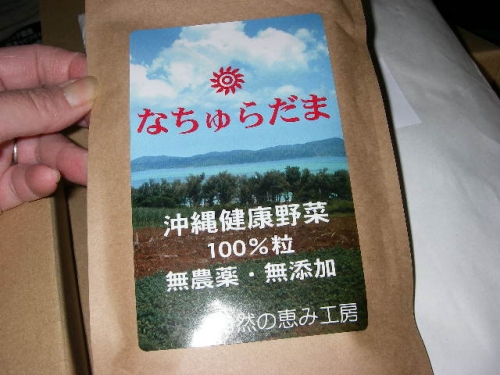 なちゅらだま
沖縄健康野菜
100%粒
無農薬・無添加
然の恵み工房